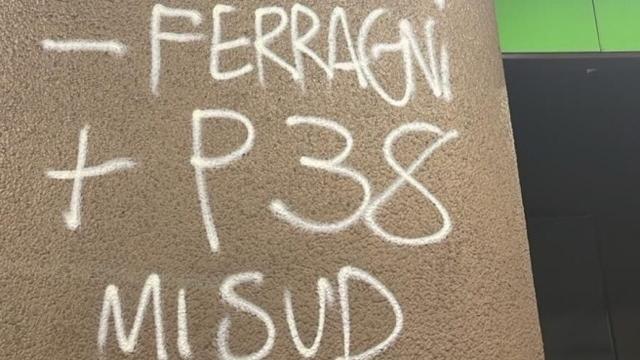 - FERRAGNi
+ P38
MI SUD